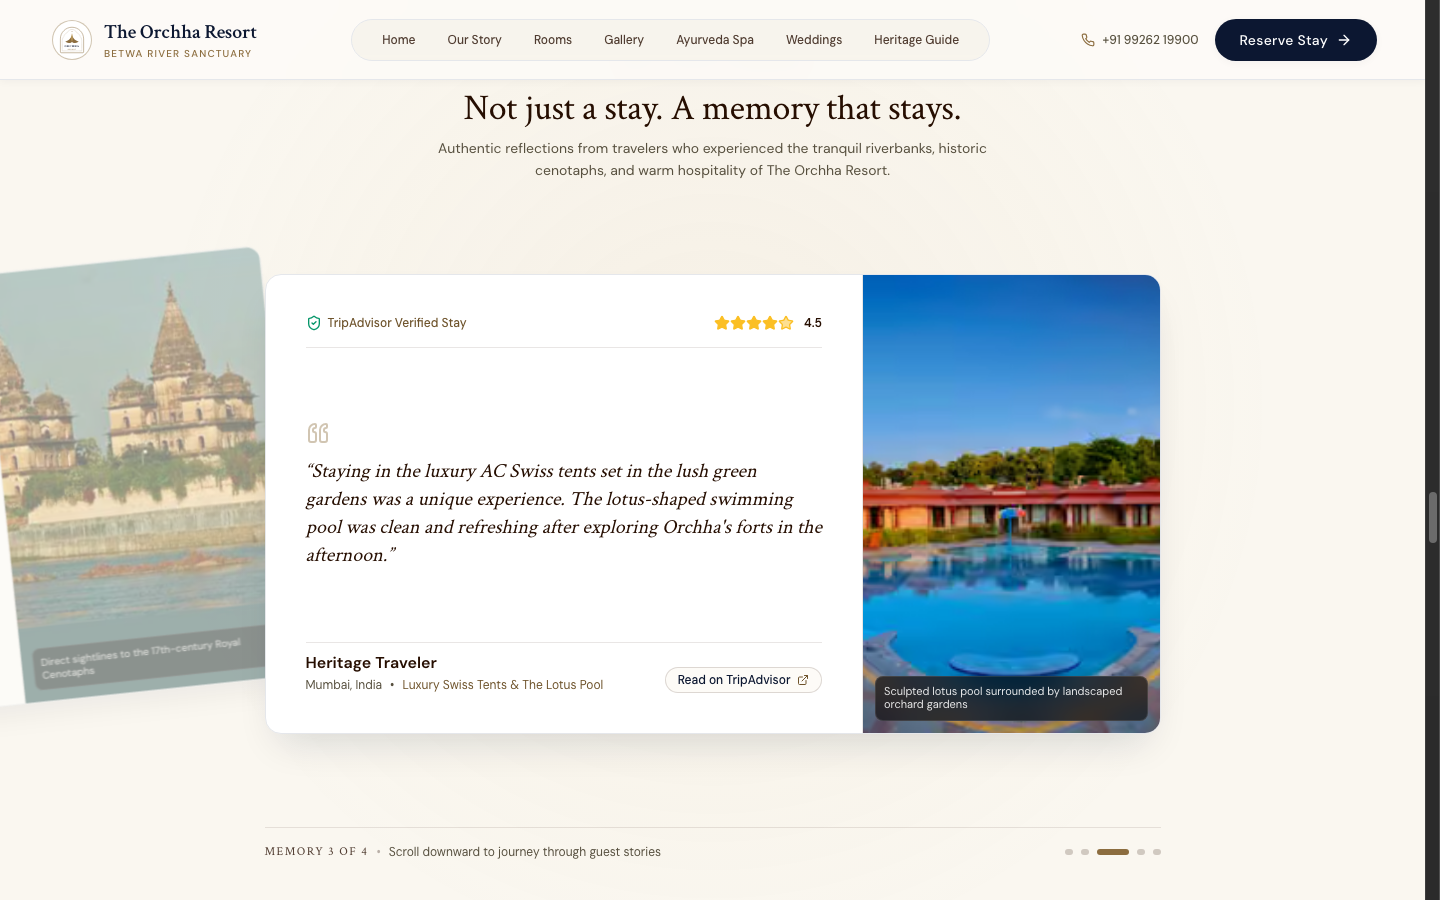 The Orchha Resort
BETWA RIVER SANCTUARY
Home
Our Story
Rooms
Gallery
Ayurveda Spa
Weddings
Heritage Guide
+91 99262 19900
Reserve Stay
Not just a stay. A memory that stays.
Authentic reflections from travelers who experienced the tranquil riverbanks, historic
cenotaphs, and warm hospitality of The Orchha Resort.
Direct sightlines to the 17th-century Royal
Cenotaphs
TripAdvisor Verified Stay
4.5
“Staying in the luxury AC Swiss tents set in the lush green
gardens was a unique experience. The lotus-shaped swimming
pool was clean and refreshing after exploring Orchha's forts in the
afternoon.”
Heritage Traveler
Mumbai, India • Luxury Swiss Tents & The Lotus Pool
Read on TripAdvisor
Sculpted lotus pool surrounded by landscaped
orchard gardens
MEMORY 3 OF 4 • Scroll downward to journey through guest stories